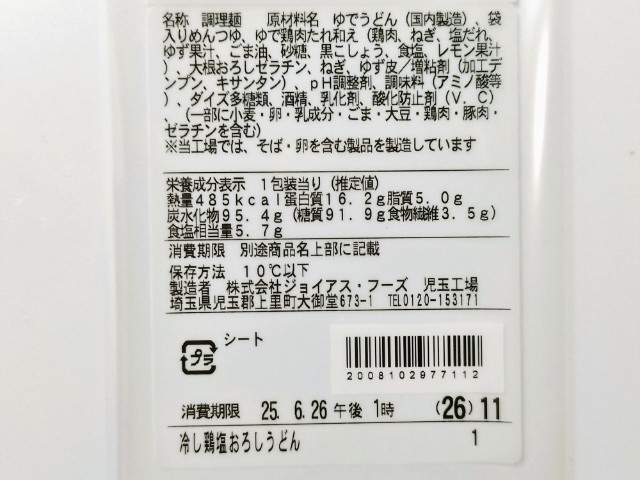 名称 調理麺 原材料名 ゆでうどん（国内製造）、袋
入りめんつゆ、ゆで鶏肉たれ和え（鶏肉、ねぎ、塩だれ、
ゆず果汁、ごま油、砂糖、黒こしょう、食塩、レモン果汁
）、大根おろしゼラチン、ねぎ、ゆず皮／増粘剤（加工デ
ンプン、キサンタン）、ｐＨ調整剤、調味料（アミノ酸等
）、ダイズ多糖類、酒精、乳化剤、酸化防止剤（Ｖ．Ｃ）
、（一部に小麦・卵・乳成分・ごま・大豆・鶏肉・豚肉・
ゼラチンを含む）
※当工場では、そば・卵を含む製品を製造しています
栄養成分表示 １包装当り（推定値）
熱量４８５ｋｃａｌ蛋白質１６．２ｇ脂質５．０ｇ
炭水化物９５．４ｇ（糖質９１．９ｇ食物繊維３．５ｇ）
食塩相当量５．７ｇ
消費期限 別途商品名上部に記載
保存方法 １０℃以下
製造者 株式会社ジョイアス・フーズ 児玉工場
埼玉県児玉郡上里町大御堂673-1 TEL0120-153171
プラ シート
2008102977112
消費期限 25. 6.26 午後 1時 (26) 11
冷し鶏塩おろしうどん 1